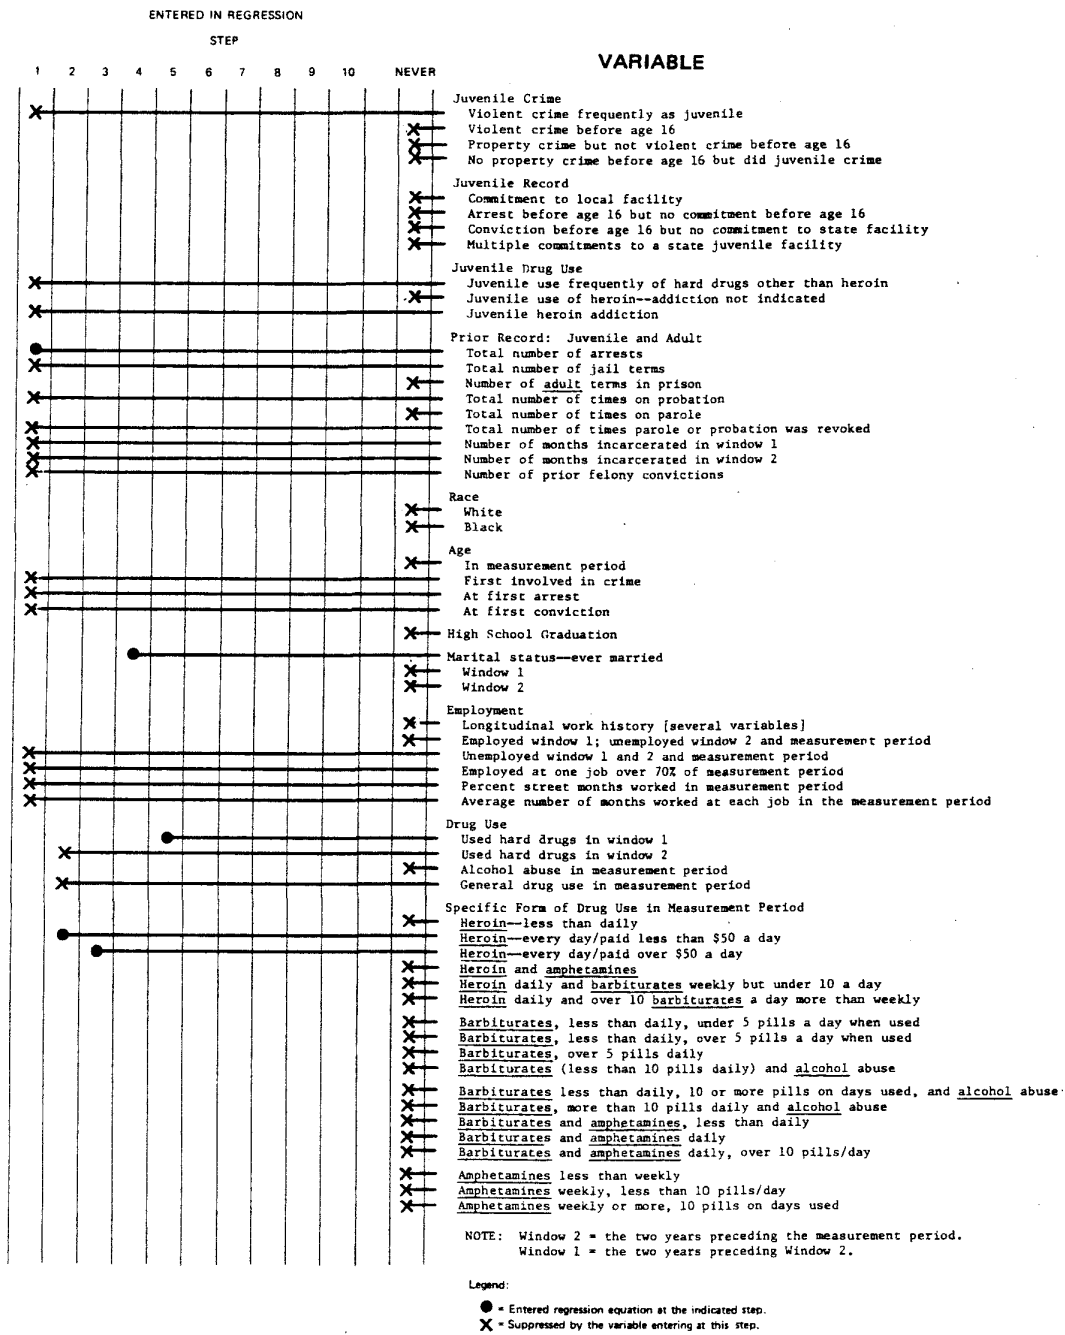 ENTERED IN REGRESSION
STEP
VARIABLE
1 2 3 4 5 6 7 8 9 10 NEVER
Juvenile Crime
Violent crime frequently as juvenile
Violent crime before age 16
Property crime but not violent crime before age 16
No property crime before age 16 but did juvenile crime
Juvenile Record
Commitment to local facility
Arrest before age 16 but no commitment before age 16
Conviction before age 16 but no commitment to state facility
Multiple commitments to a state juvenile facility
Juvenile Drug Use
Juvenile use frequently of hard drugs other than heroin
Juvenile use of heroin--addiction not indicated
Juvenile heroin addiction
Prior Record: Juvenile and Adult
Total number of arrests
Total number of jail terms
Number of adult terms in prison
Total number of times on probation
Total number of times on parole
Total number of times parole or probation was revoked
Number of months incarcerated in window 1
Number of months incarcerated in window 2
Number of prior felony convictions
Race
White
Black
Age
In measurement period
First involved in crime
At first arrest
At first conviction
High School Graduation
Marital status--ever married
Window 1
Window 2
Employment
Longitudinal work history [several variables]
Employed window 1; unemployed window 2 and measurement period
Unemployed window 1 and 2 and measurement period
Employed at one job over 70% of measurement period
Percent street months worked in measurement period
Average number of months worked at each job in the measurement period
Drug Use
Used hard drugs in window 1
Used hard drugs in window 2
Alcohol abuse in measurement period
General drug use in measurement period
Specific Form of Drug Use in Measurement Period
Heroin--less than daily
Heroin--every day/paid less than $50 a day
Heroin--every day/paid over $50 a day
Heroin and amphetamines
Heroin daily and barbiturates weekly but under 10 a day
Heroin daily and over 10 barbiturates a day more than weekly
Barbiturates, less than daily, under 5 pills a day when used
Barbiturates, less than daily, over 5 pills a day when used
Barbiturates, over 5 pills daily
Barbiturates (less than 10 pills daily) and alcohol abuse
Barbiturates less than daily, 10 or more pills on days used, and alcohol abuse
Barbiturates, more than 10 pills daily and alcohol abuse
Barbiturates and amphetamines, less than daily
Barbiturates and amphetamines daily
Barbiturates and amphetamines daily, over 10 pills/day
Amphetamines less than weekly
Amphetamines weekly, less than 10 pills/day
Amphetamines weekly or more, 10 pills on days used
NOTE: Window 2 = the two years preceding the measurement period.
Window 1 = the two years preceding Window 2.
Legend:
● = Entered regression equation at the indicated step.
X = Suppressed by the variable entering at this step.